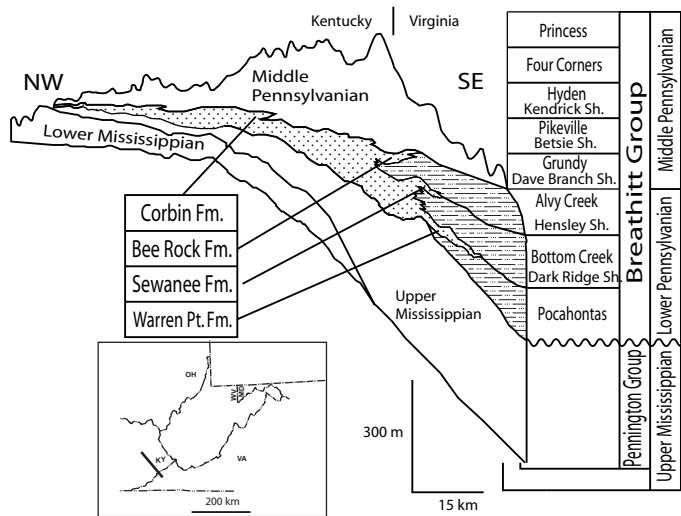 Kentucky
Virginia
NW
SE
Middle
Pennsylvanian
Lower Mississippian
Upper
Mississippian
Corbin Fm.
Bee Rock Fm.
Sewanee Fm.
Warren Pt. Fm.
Princess
Four Corners
Hyden
Kendrick Sh.
Pikeville
Betsie Sh.
Grundy
Dave Branch Sh.
Alvy Creek
Hensley Sh.
Bottom Creek
Dark Ridge Sh.
Pocahontas
Breathitt Group
Pennington Group
Middle Pennsylvanian
Lower Pennsylvanian
Upper Mississippian
OH
WV
MD
KY
VA
200 km
300 m
15 km